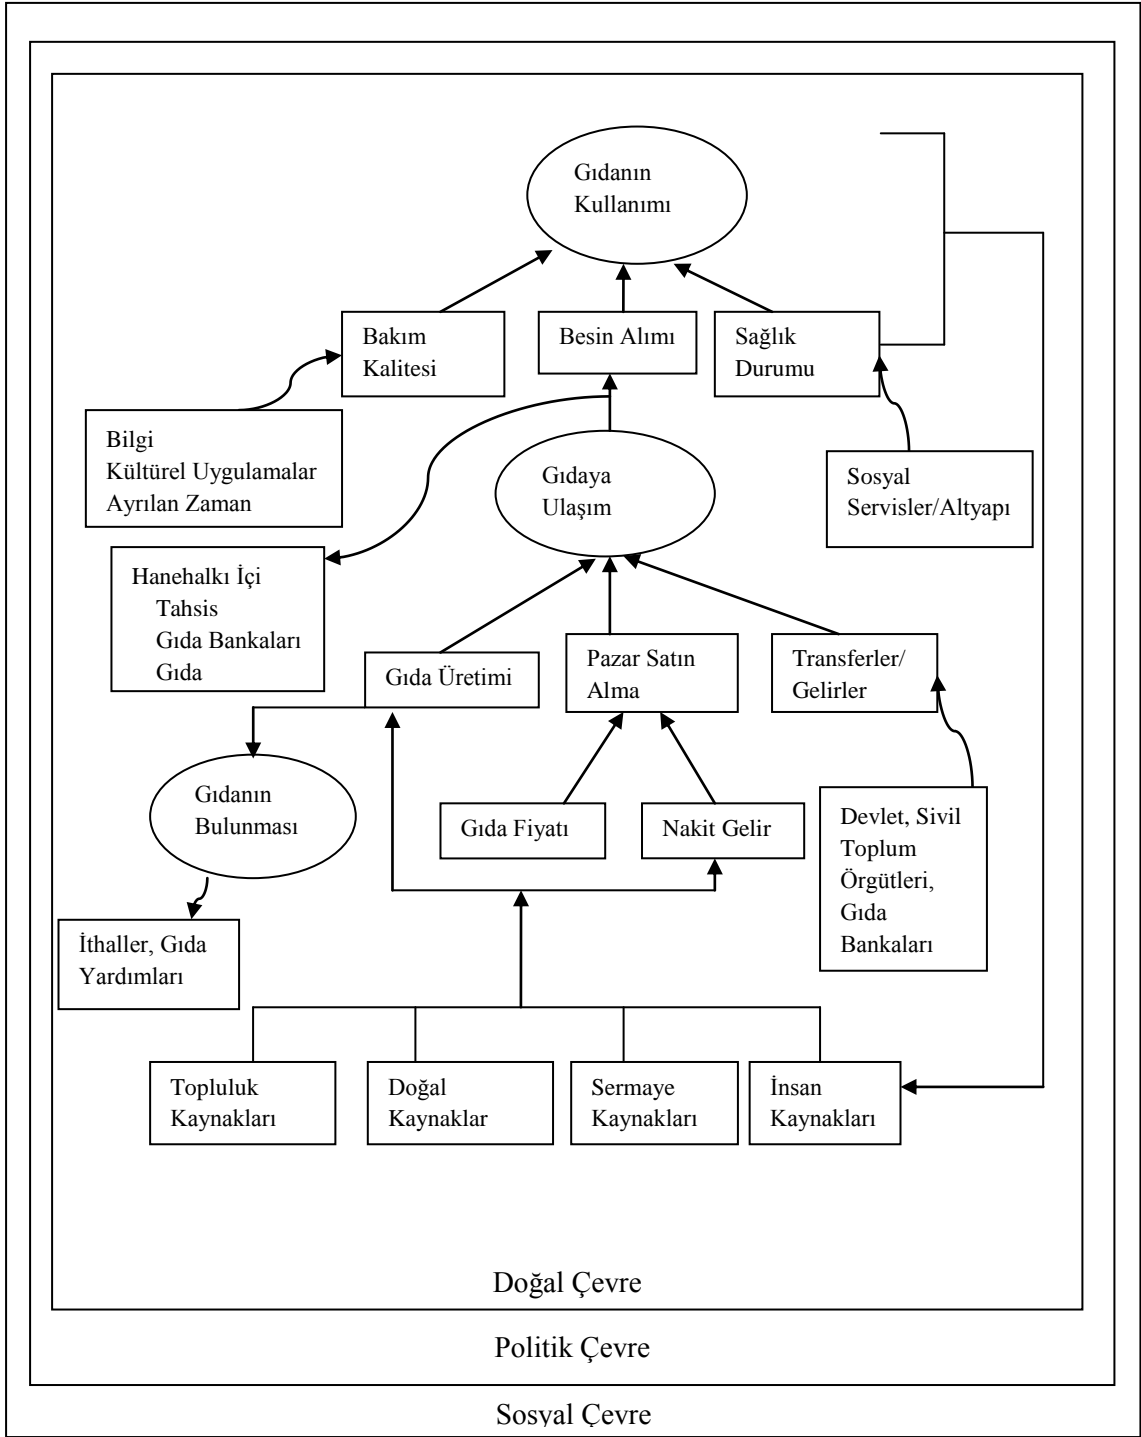 Gıdanın
Kullanımı
Bakım
Kalitesi
Besin Alımı
Sağlık
Durumu
Bilgi
Kültürel Uygulamalar
Ayrılan Zaman
Gıdaya
Ulaşım
Sosyal
Servisler/Altyapı
Hanehalkı İçi
Tahsis
Gıda Bankaları
Gıda
Gıda Üretimi
Pazar Satın
Alma
Transferler/
Gelirler
Gıdanın
Bulunması
Gıda Fiyatı
Nakit Gelir
Devlet, Sivil
Toplum
Örgütleri,
Gıda
Bankaları
İthaller, Gıda
Yardımları
Topluluk
Kaynakları
Doğal
Kaynaklar
Sermaye
Kaynakları
İnsan
Kaynakları
Doğal Çevre
Politik Çevre
Sosyal Çevre